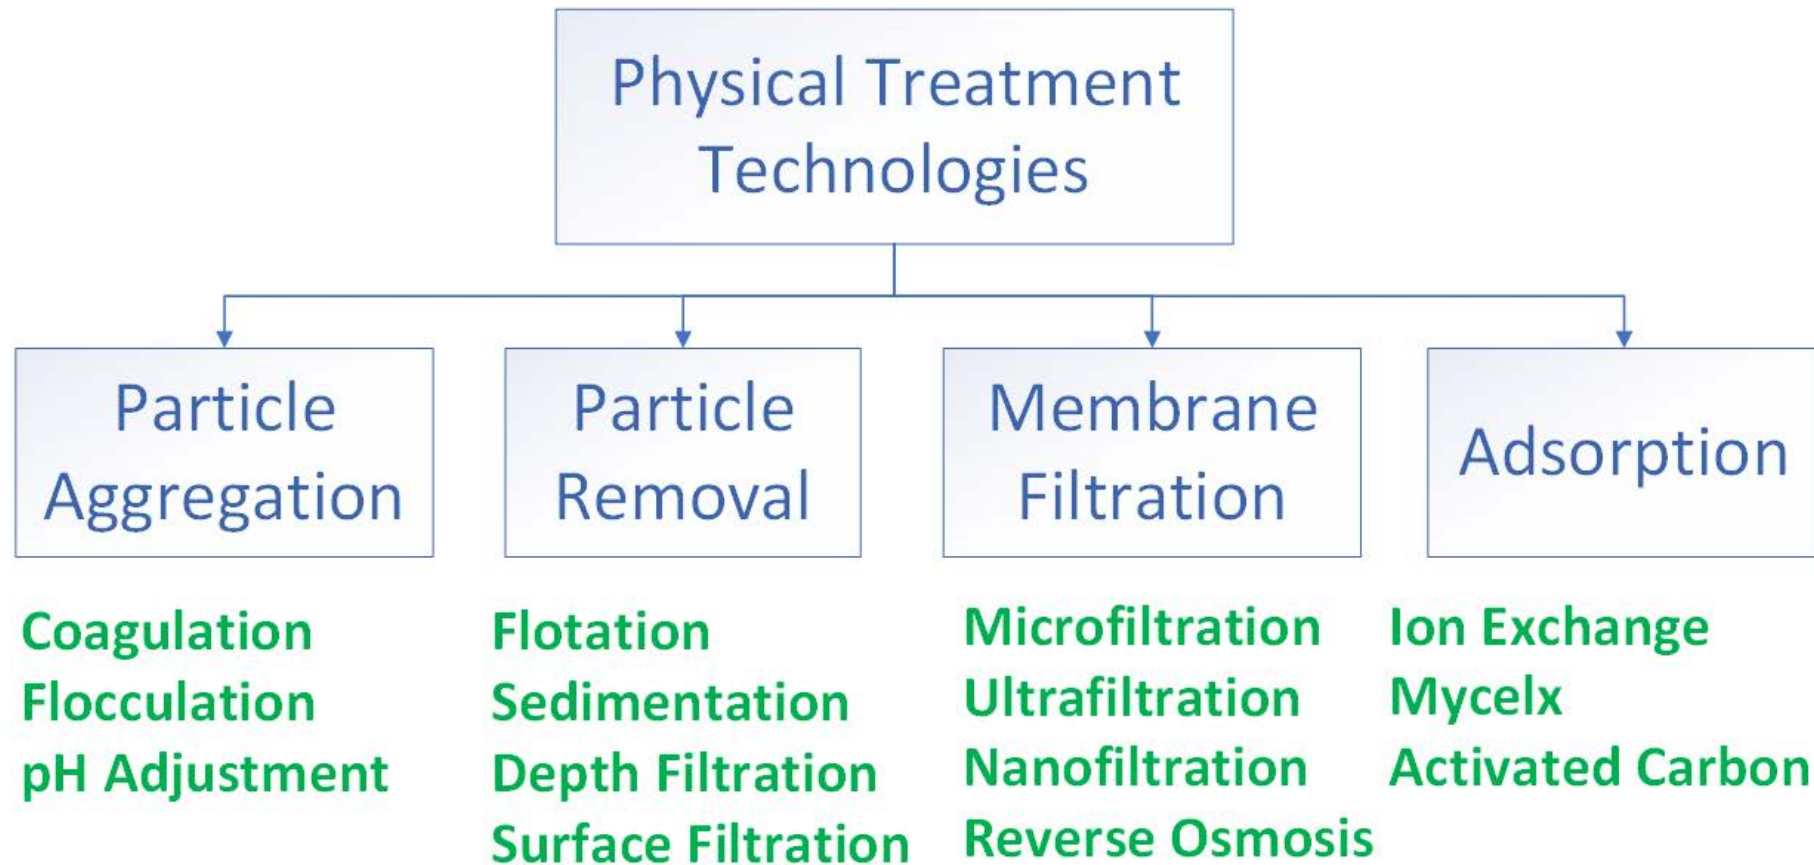 Physical Treatment
Technologies
Particle
Aggregation
Particle
Removal
Membrane
Filtration
Adsorption
Coagulation
Flocculation
pH Adjustment
Flotation
Sedimentation
Depth Filtration
Surface Filtration
Microfiltration
Ultrafiltration
Nanofiltration
Reverse Osmosis
Ion Exchange
Mycelx
Activated Carbon